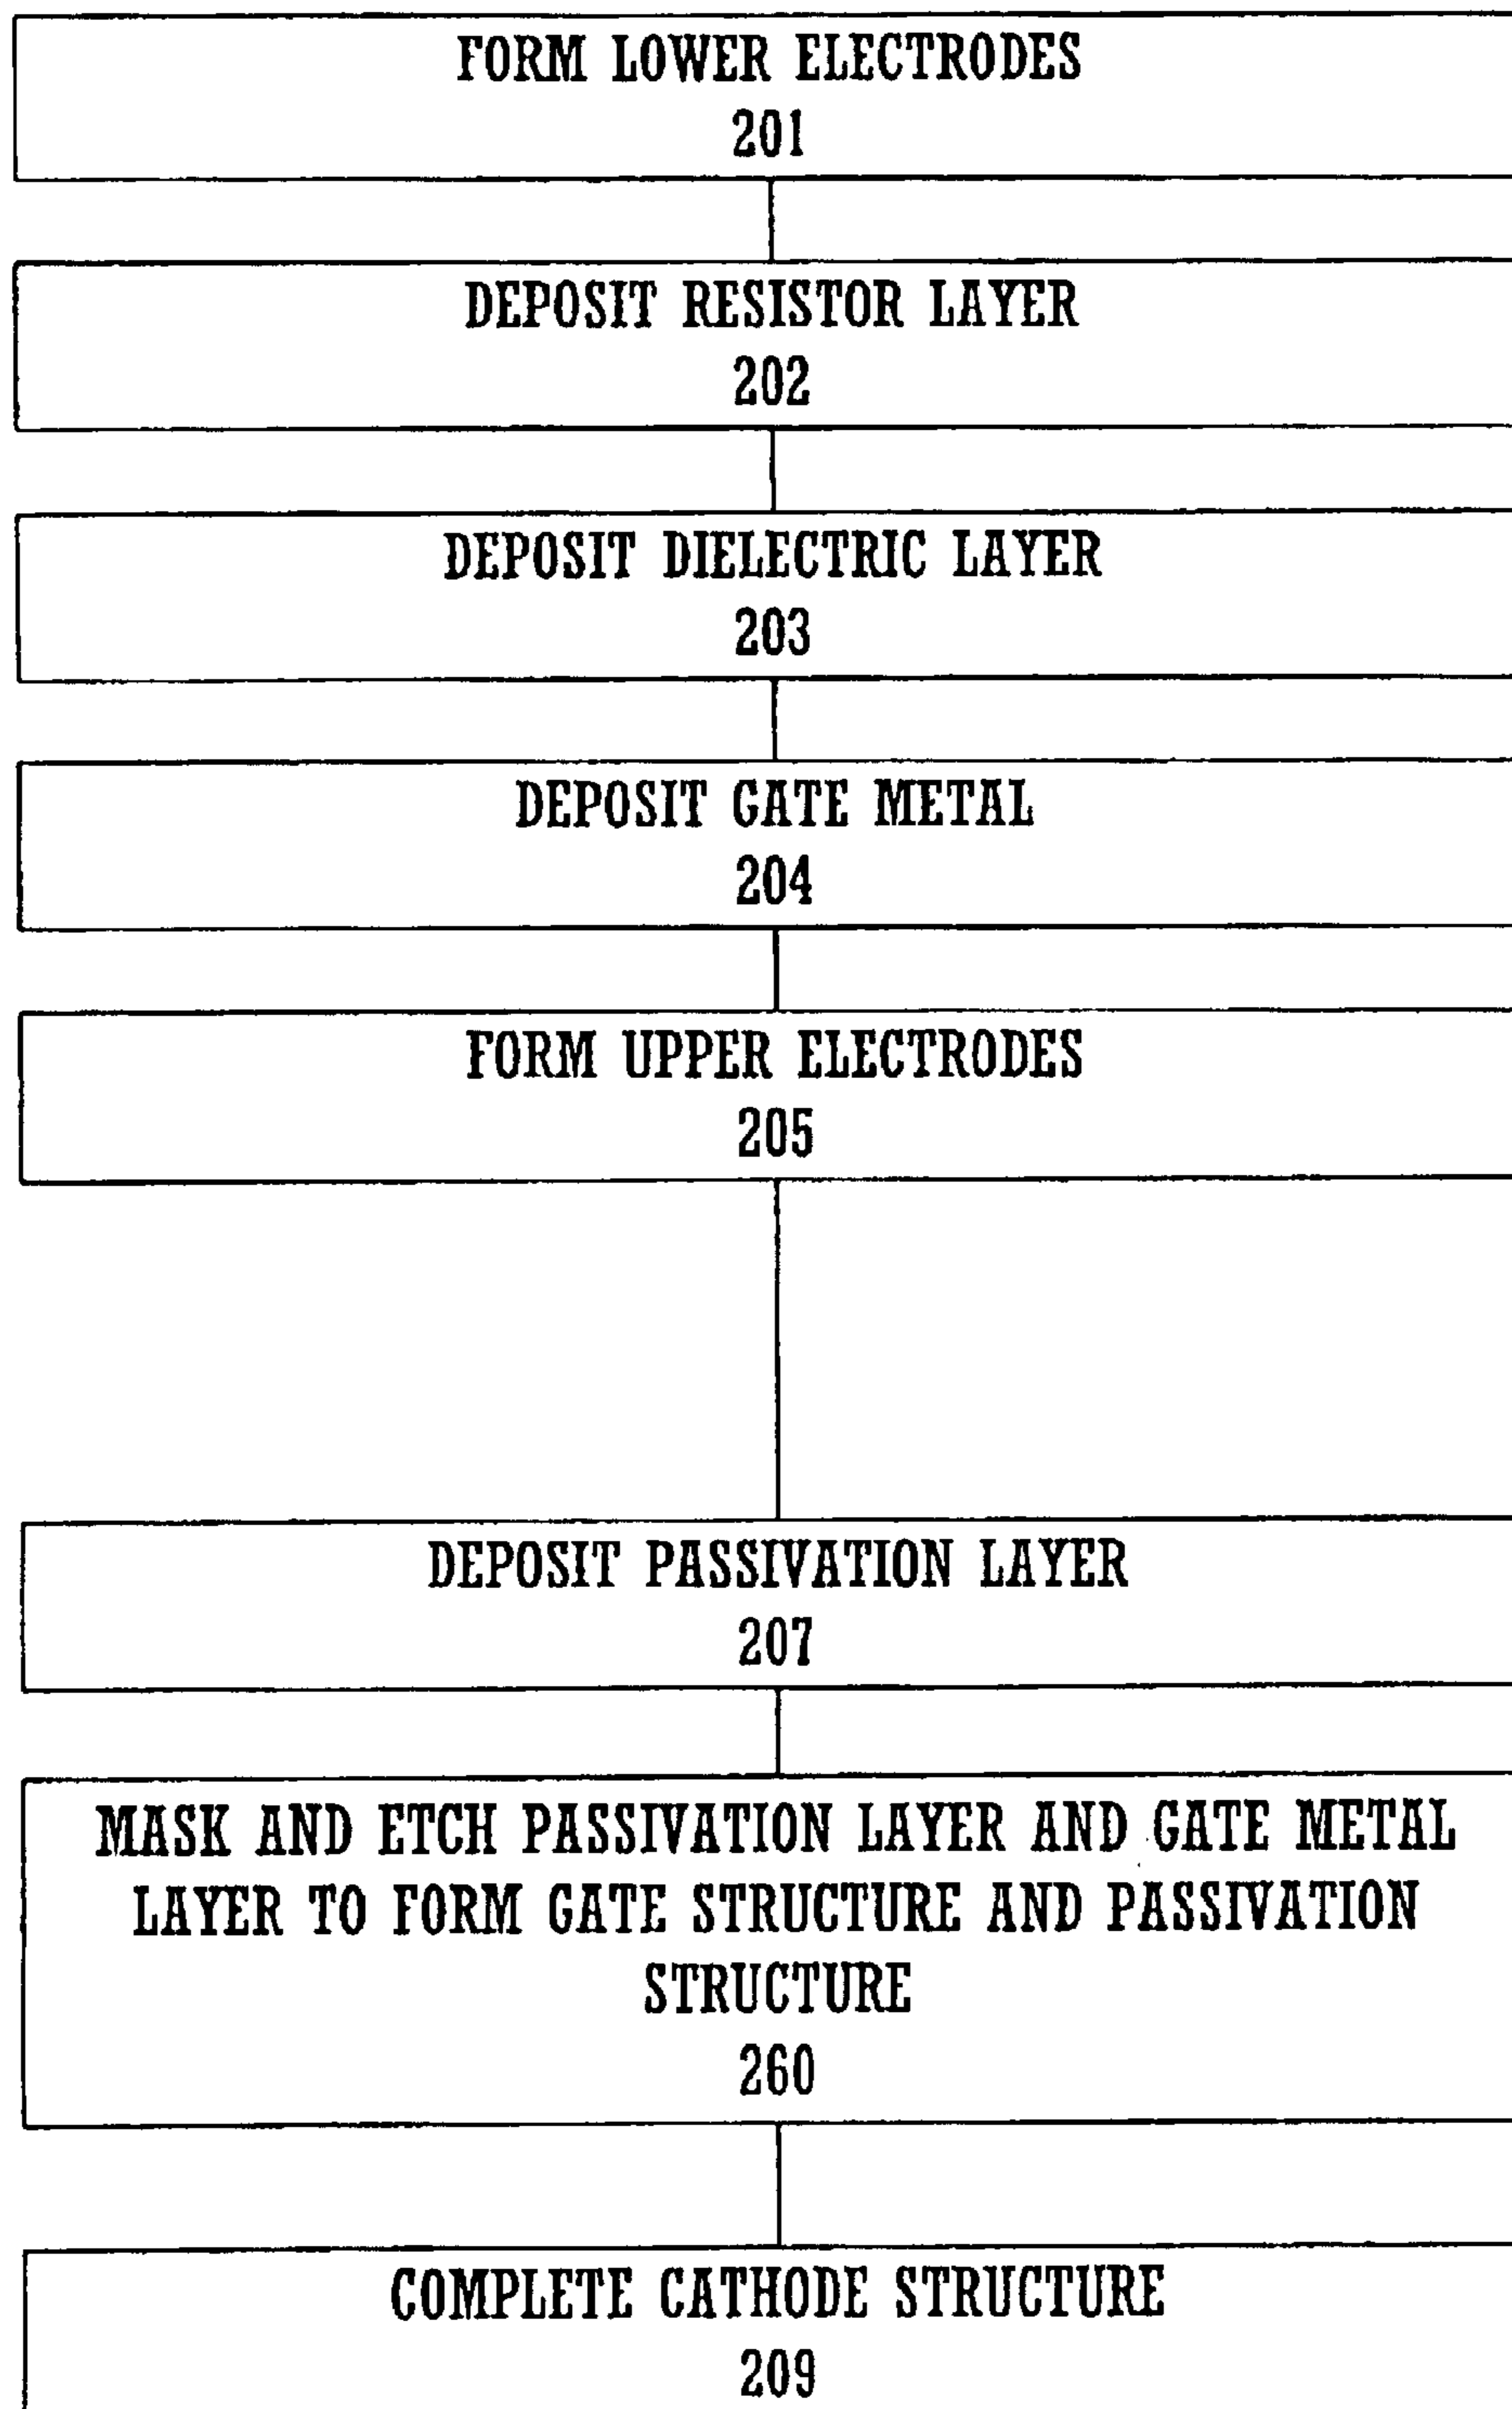 FORM LOWER ELECTRODES
201
DEPOSIT RESISTOR LAYER
202
DEPOSIT DIELECTRIC LAYER
203
DEPOSIT GATE METAL
204
FORM UPPER ELECTRODES
205
DEPOSIT PASSIVATION LAYER
207
MASK AND ETCH PASSIVATION LAYER AND GATE METAL
LAYER TO FORM GATE STRUCTURE AND PASSIVATION
STRUCTURE
260
COMPLETE CATHODE STRUCTURE
209